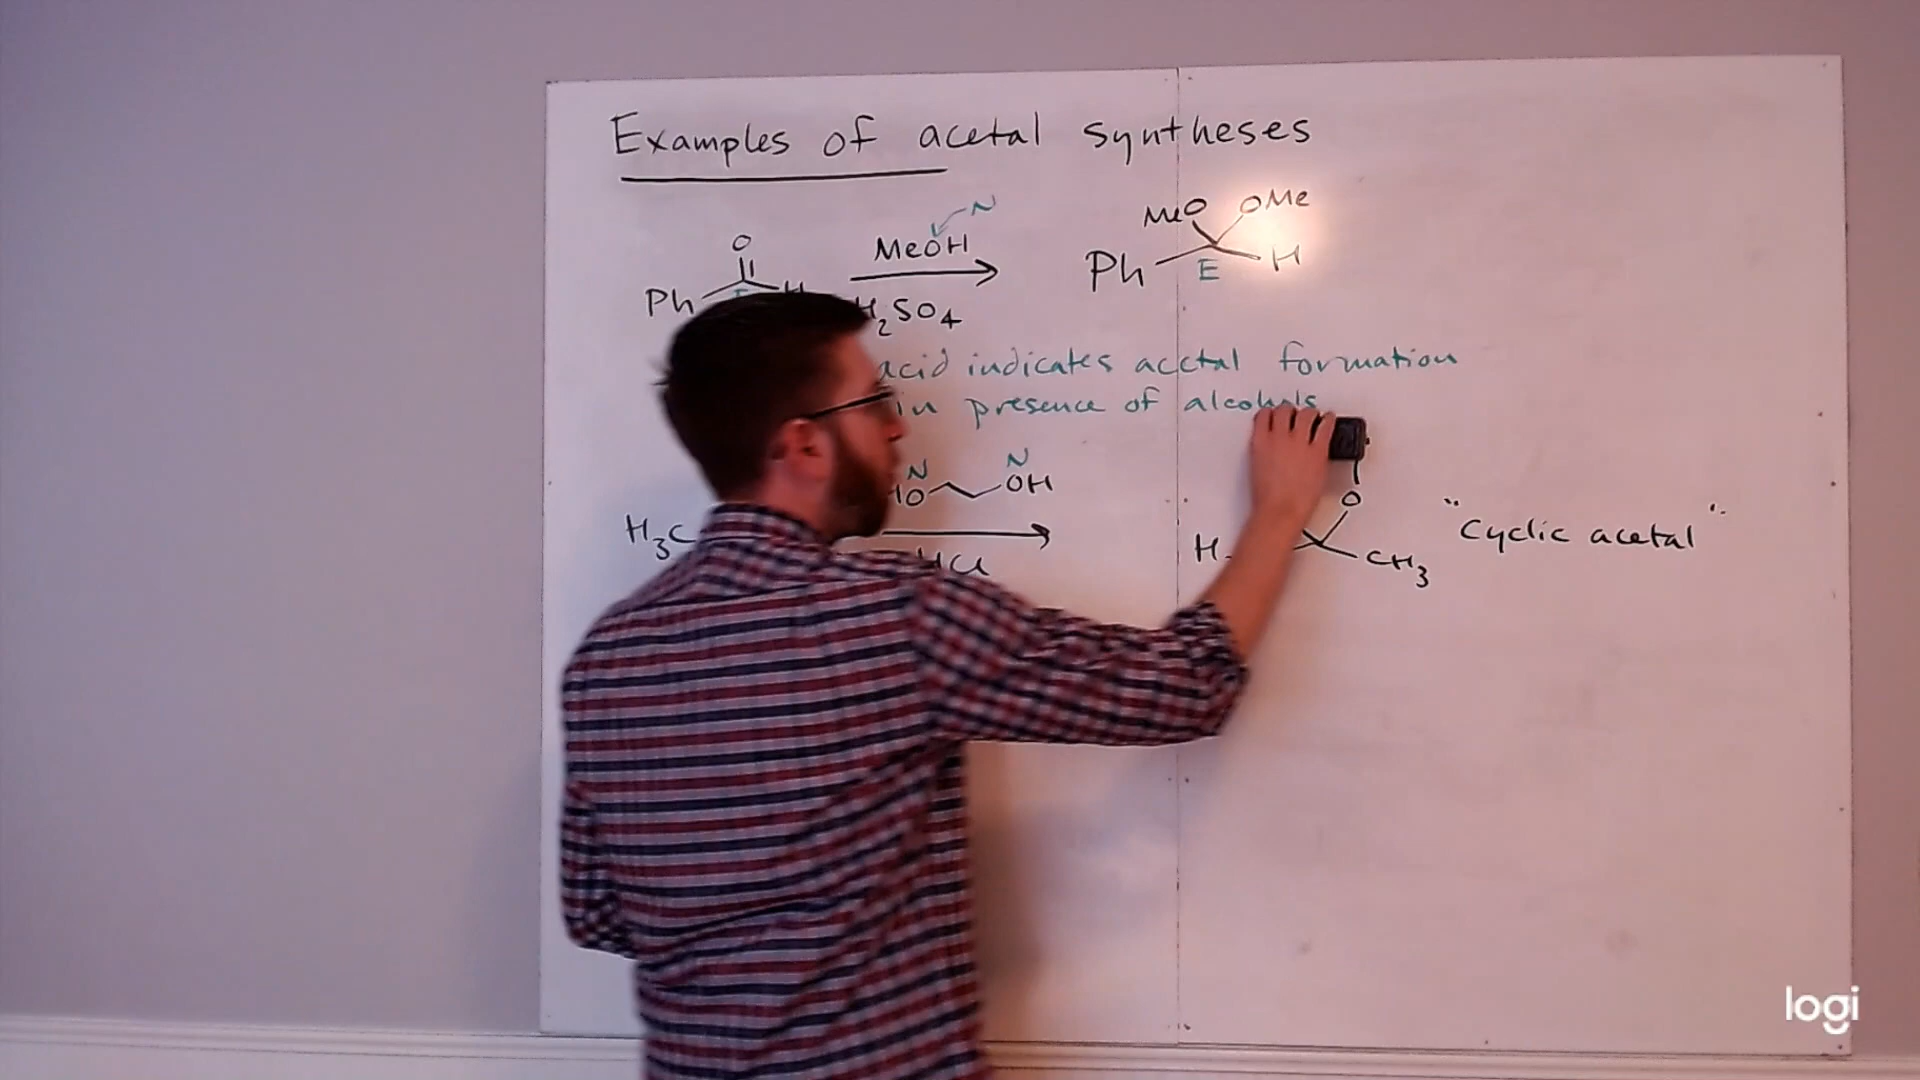 Examples of acetal syntheses
N
MeO OMe
O
MeOH
Ph E H
Ph H
H2SO4
acid indicates acetal formation
in presence of alcohols
N N
HO OH
O
"cyclic acetal"
H3C
H CH3
HCl
logi